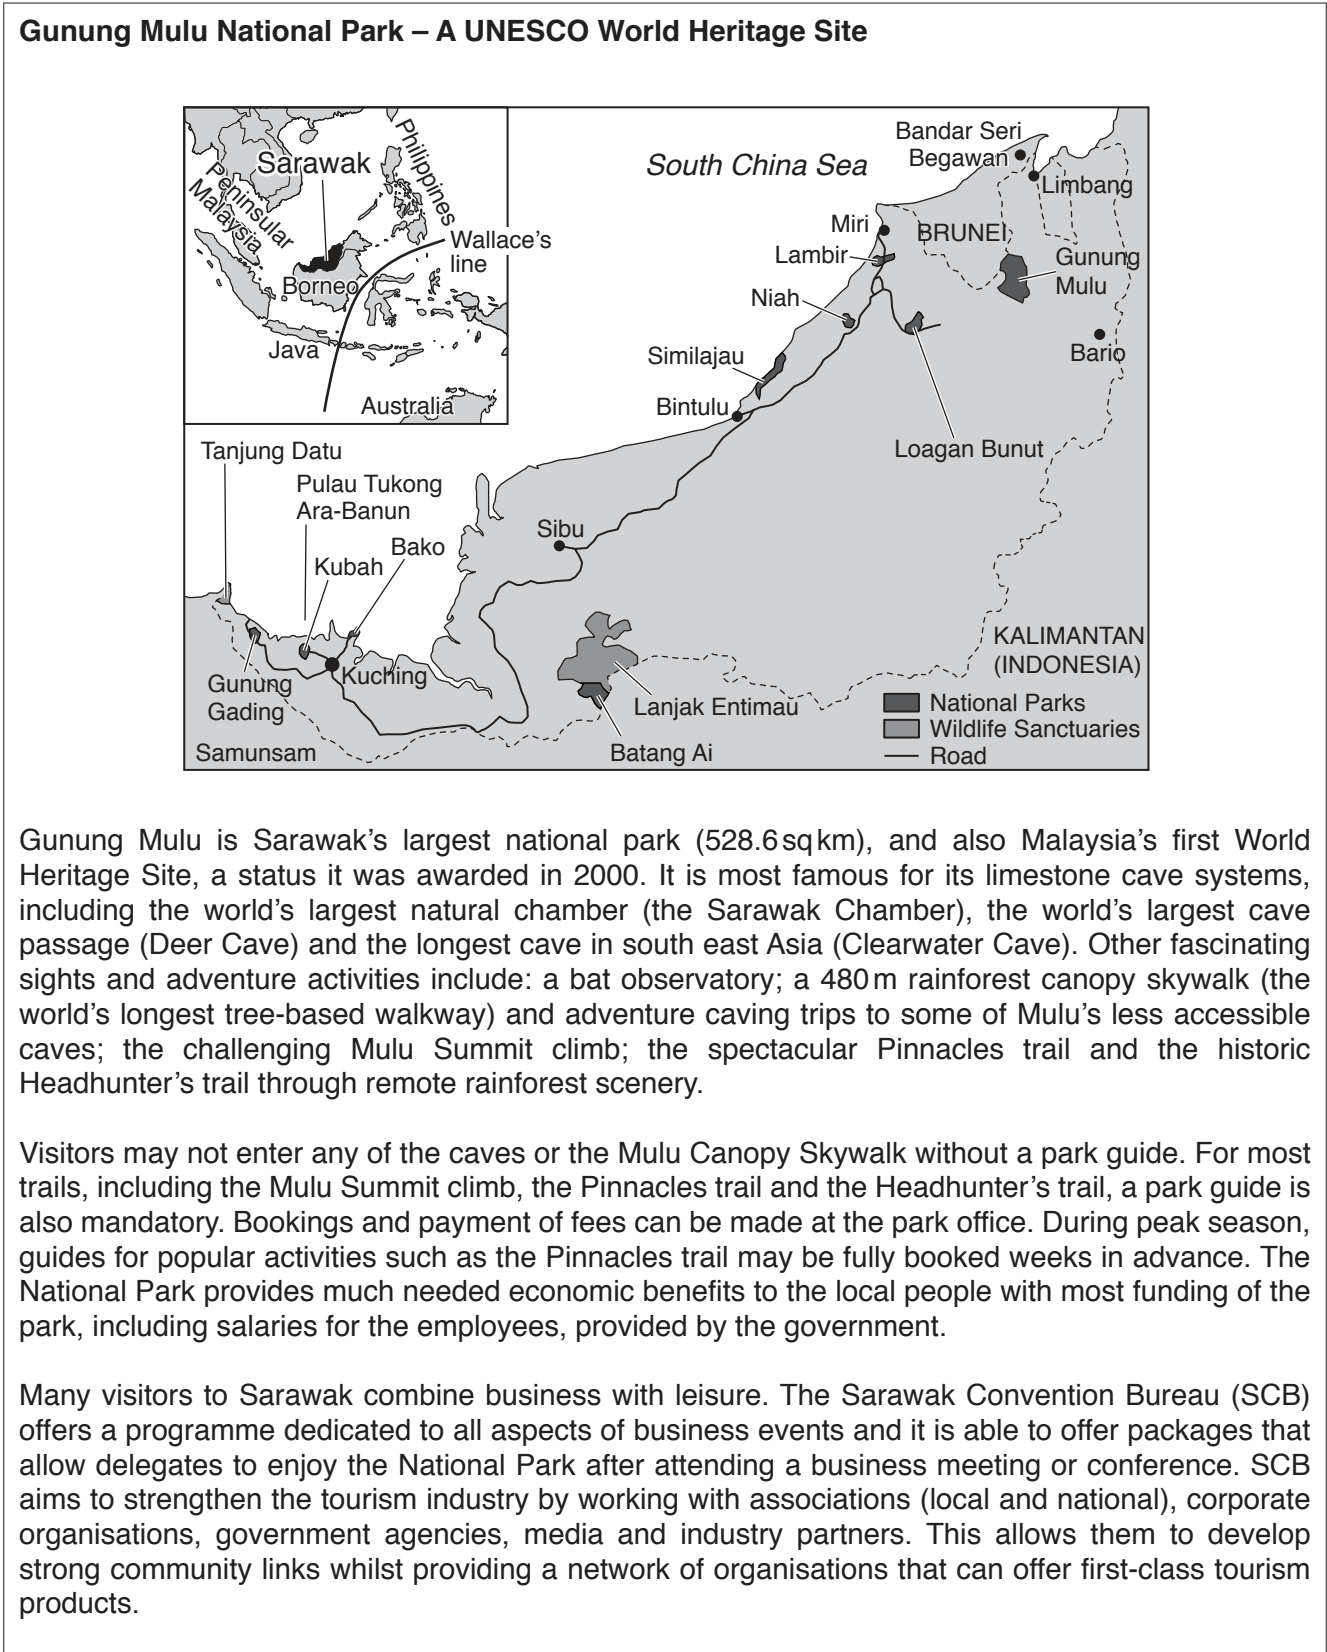 Gunung Mulu National Park – A UNESCO World Heritage Site
Sarawak
Philippines
Peninsular
Malaysia
Wallace's
line
Borneo
Java
Australia
South China Sea
Bandar Seri
Begawan
Limbang
Miri
BRUNEI
Lambir
Gunung
Mulu
Niah
Bario
Similajau
Bintulu
Loagan Bunut
Tanjung Datu
Pulau Tukong
Ara-Banun
Sibu
Bako
Kubah
KALIMANTAN
(INDONESIA)
Kuching
Gunung
Gading
Lanjak Entimau
National Parks
Wildlife Sanctuaries
Road
Samunsam
Batang Ai
Gunung Mulu is Sarawak's largest national park (528.6 sq km), and also Malaysia's first World
Heritage Site, a status it was awarded in 2000. It is most famous for its limestone cave systems,
including the world's largest natural chamber (the Sarawak Chamber), the world's largest cave
passage (Deer Cave) and the longest cave in south east Asia (Clearwater Cave). Other fascinating
sights and adventure activities include: a bat observatory; a 480 m rainforest canopy skywalk (the
world's longest tree-based walkway) and adventure caving trips to some of Mulu's less accessible
caves; the challenging Mulu Summit climb; the spectacular Pinnacles trail and the historic
Headhunter's trail through remote rainforest scenery.
Visitors may not enter any of the caves or the Mulu Canopy Skywalk without a park guide. For most
trails, including the Mulu Summit climb, the Pinnacles trail and the Headhunter's trail, a park guide is
also mandatory. Bookings and payment of fees can be made at the park office. During peak season,
guides for popular activities such as the Pinnacles trail may be fully booked weeks in advance. The
National Park provides much needed economic benefits to the local people with most funding of the
park, including salaries for the employees, provided by the government.
Many visitors to Sarawak combine business with leisure. The Sarawak Convention Bureau (SCB)
offers a programme dedicated to all aspects of business events and it is able to offer packages that
allow delegates to enjoy the National Park after attending a business meeting or conference. SCB
aims to strengthen the tourism industry by working with associations (local and national), corporate
organisations, government agencies, media and industry partners. This allows them to develop
strong community links whilst providing a network of organisations that can offer first-class tourism
products.